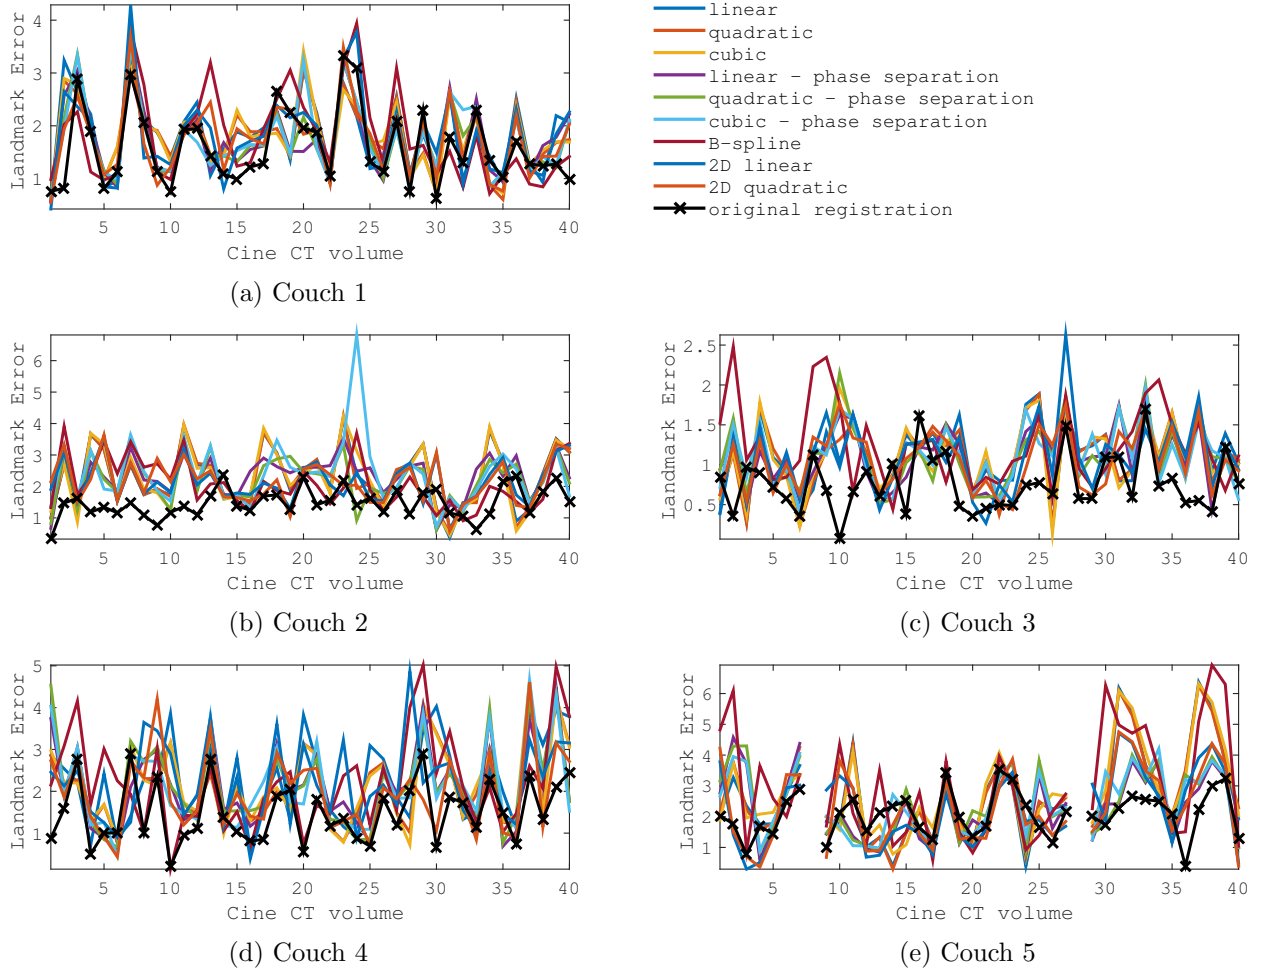 4
3
2
1
Landmark Error
5 10 15 20 25 30 35 40
Cine CT volume
(a) Couch 1
linear
quadratic
cubic
linear – phase separation
quadratic – phase separation
cubic – phase separation
B-spline
2D linear
2D quadratic
original registration
6
5
4
3
2
1
Landmark Error
5 10 15 20 25 30 35 40
Cine CT volume
(b) Couch 2
2.5
2
1.5
1
0.5
Landmark Error
5 10 15 20 25 30 35 40
Cine CT volume
(c) Couch 3
5
4
3
2
1
Landmark Error
5 10 15 20 25 30 35 40
Cine CT volume
(d) Couch 4
6
5
4
3
2
1
Landmark Error
5 10 15 20 25 30 35 40
Cine CT volume
(e) Couch 5